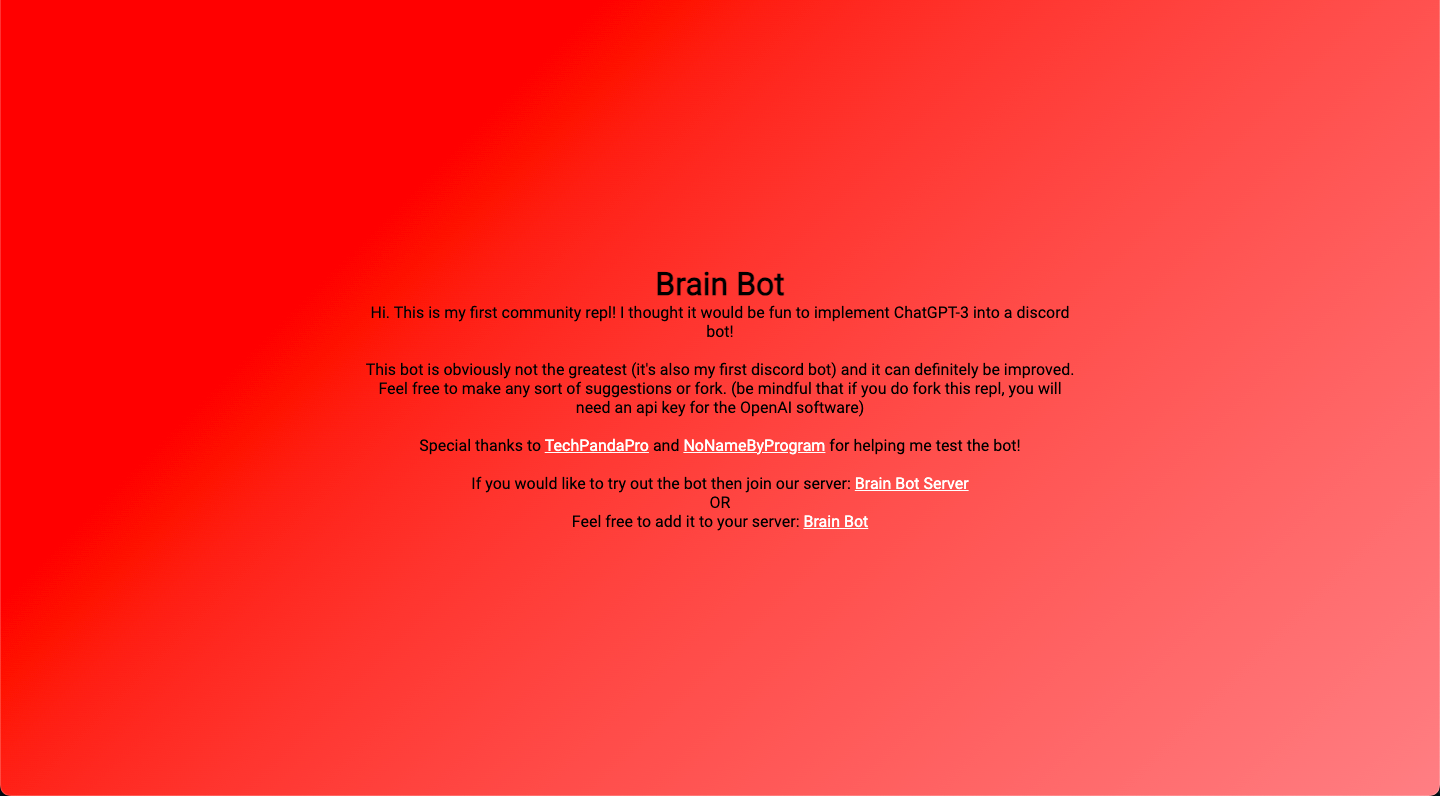 Brain Bot
Hi. This is my first community repl! I thought it would be fun to implement ChatGPT-3 into a discord
bot!
This bot is obviously not the greatest (it's also my first discord bot) and it can definitely be improved.
Feel free to make any sort of suggestions or fork. (be mindful that if you do fork this repl, you will
need an api key for the OpenAI software)
Special thanks to TechPandaPro and NoNameByProgram for helping me test the bot!
If you would like to try out the bot then join our server: Brain Bot Server
OR
Feel free to add it to your server: Brain Bot